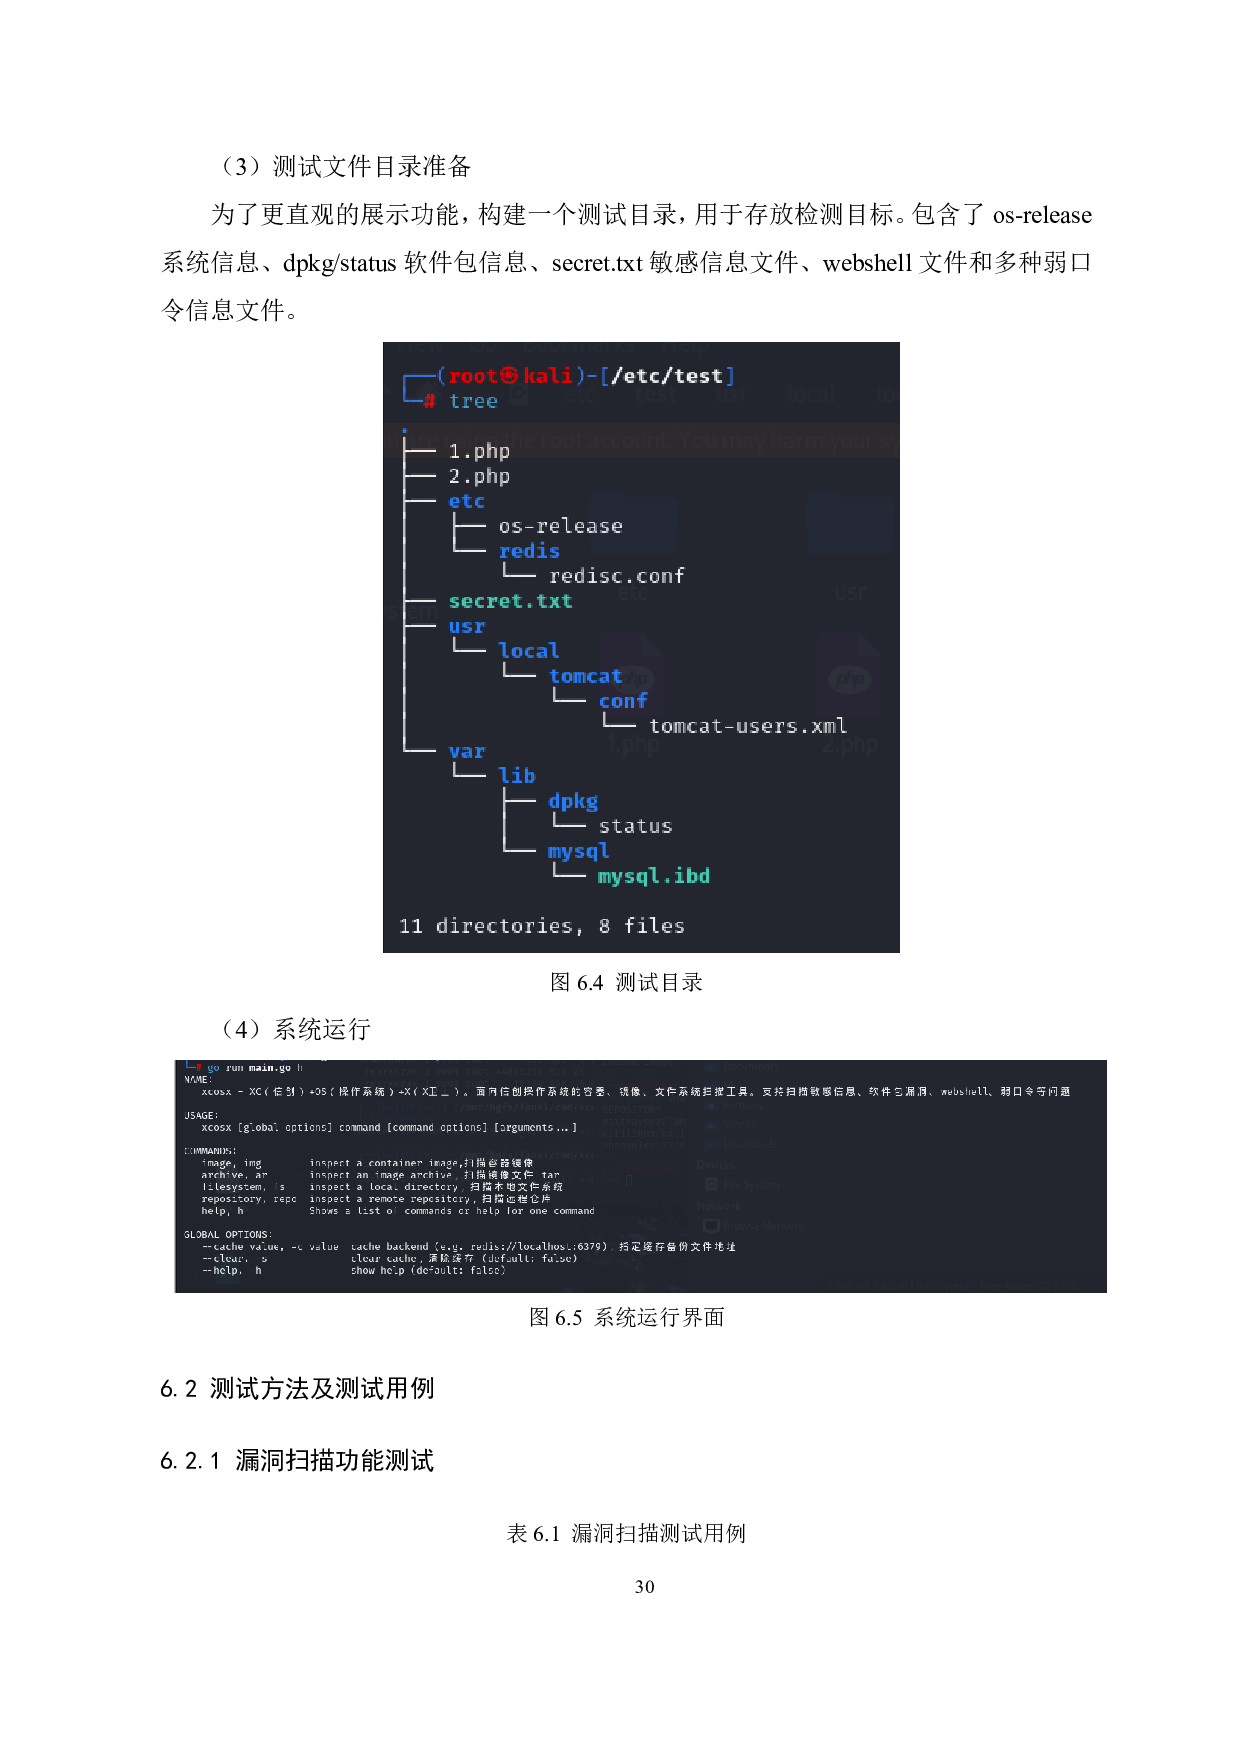 （3）测试文件目录准备
为了更直观的展示功能，构建一个测试目录，用于存放检测目标。包含了 os-release
系统信息、dpkg/status 软件包信息、secret.txt 敏感信息文件、webshell 文件和多种弱口
令信息文件。
┌──(root㉿kali)-[/etc/test]
└─# tree
.
├── 1.php
├── 2.php
├── etc
│   ├── os-release
│   └── redis
│       └── redisc.conf
├── secret.txt
├── usr
│   └── local
│       └── tomcat
│           └── conf
│               └── tomcat-users.xml
└── var
    └── lib
        ├── dpkg
        │   └── status
        └── mysql
            └── mysql.ibd
11 directories, 8 files
图 6.4 测试目录
（4）系统运行
└─# go run main.go h
NAME:
xcosx - XC(信创)+OS(操作系统)+X(X卫士)。面向信创操作系统的容器、镜像、文件系统扫描工具。支持扫描敏感信息、软件包漏洞、webshell、弱口令等问题
USAGE:
xcosx [global options] command [command options] [arguments...]
COMMANDS:
image, img inspect a container image,扫描容器镜像
archive, ar inspect an image archive,扫描镜像文件 tar
filesystem, fs inspect a local directory,扫描本地文件系统
repository, repo inspect a remote repository,扫描远程仓库
help, h Shows a list of commands or help for one command
GLOBAL OPTIONS:
--cache value, -c value cache backend (e.g. redis://localhost:6379),指定缓存备份文件地址
--clear, -s clear cache,清除缓存 (default: false)
--help, -h show help (default: false)
图 6.5 系统运行界面
6.2 测试方法及测试用例
6.2.1 漏洞扫描功能测试
表 6.1 漏洞扫描测试用例
30